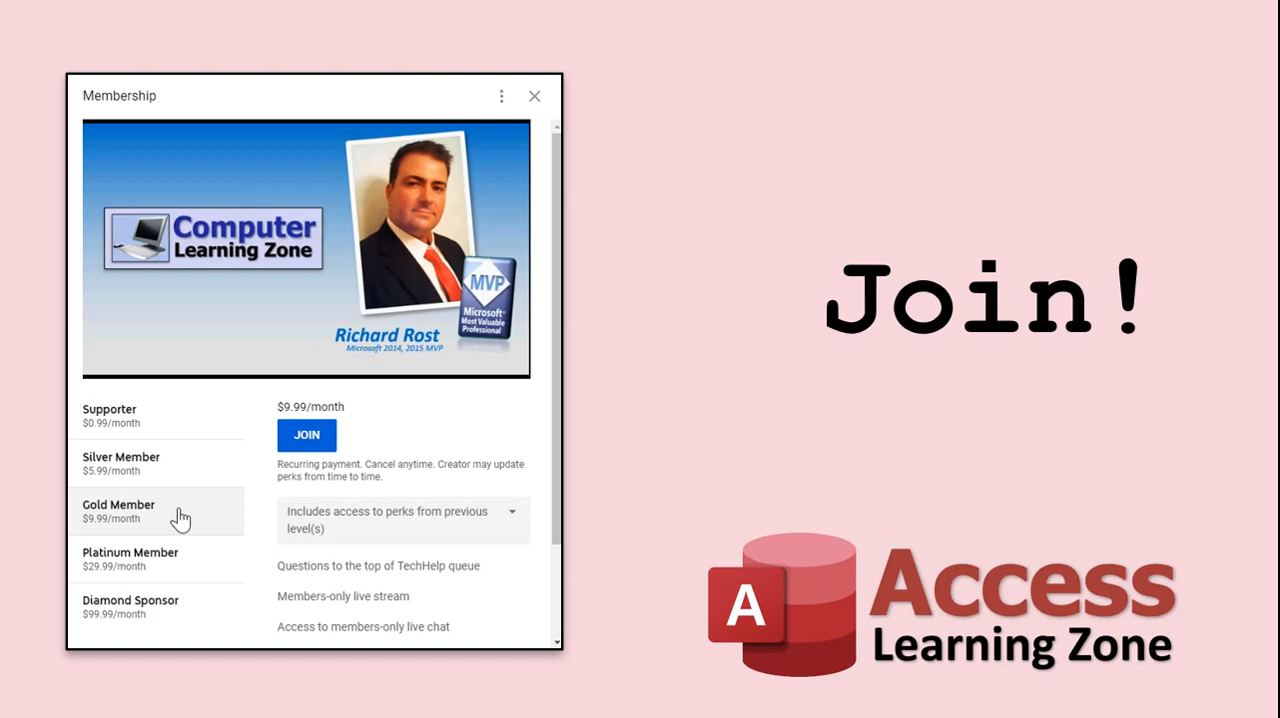 Membership
Computer
Learning Zone
MVP
Microsoft®
Most Valuable
Professional
Richard Rost
Microsoft 2014, 2015 MVP
Supporter
$0.99/month
Silver Member
$5.99/month
Gold Member
$9.99/month
Platinum Member
$29.99/month
Diamond Sponsor
$99.99/month
$9.99/month
JOIN
Recurring payment. Cancel anytime. Creator may update
perks from time to time.
Includes access to perks from previous
level(s)
Questions to the top of TechHelp queue
Members-only live stream
Access to members-only live chat
Join!
A
Access
Learning Zone